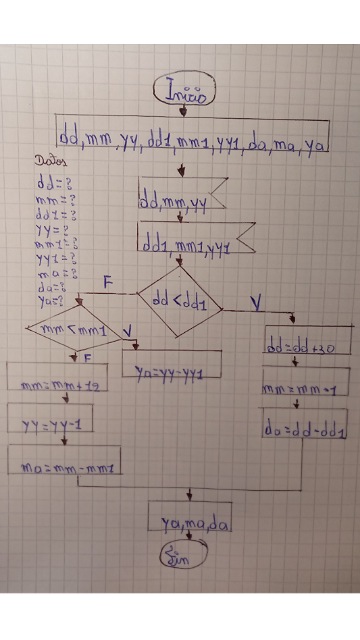 Inicio
dd, mm, yy, dd1, mm1, yy1, da, ma, ya
Datos
dd=?
mm=?
dd1=?
yy=?
mm1=?
yy1=?
ma=?
da=?
ya=?
dd, mm, yy
dd1, mm1, yy1
dd < dd1
F
V
mm < mm1
V
F
ya=yy-yy1
mm=mm+12
yy=yy-1
ma=mm-mm1
dd=dd+30
mm=mm-1
da=dd-dd1
ya, ma, da
Fin